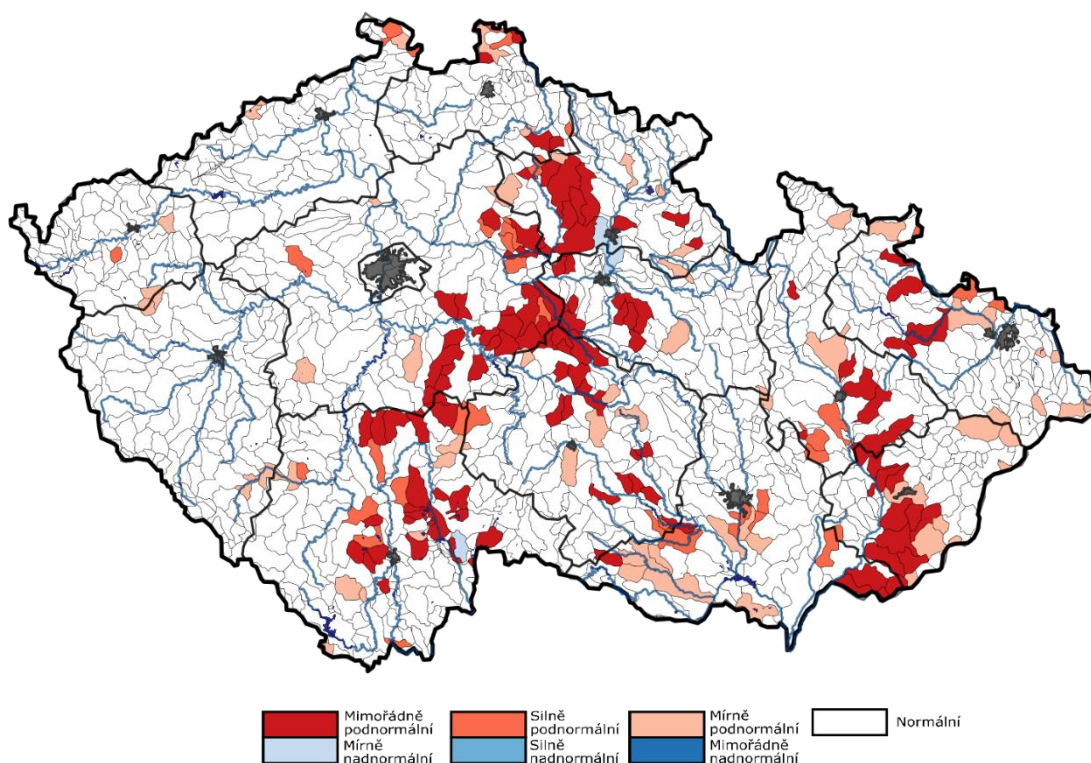 Mimořádně
podnormální
Silně
podnormální
Mírně
podnormální
Normální
Mírně
nadnormální
Silně
nadnormální
Mimořádně
nadnormální